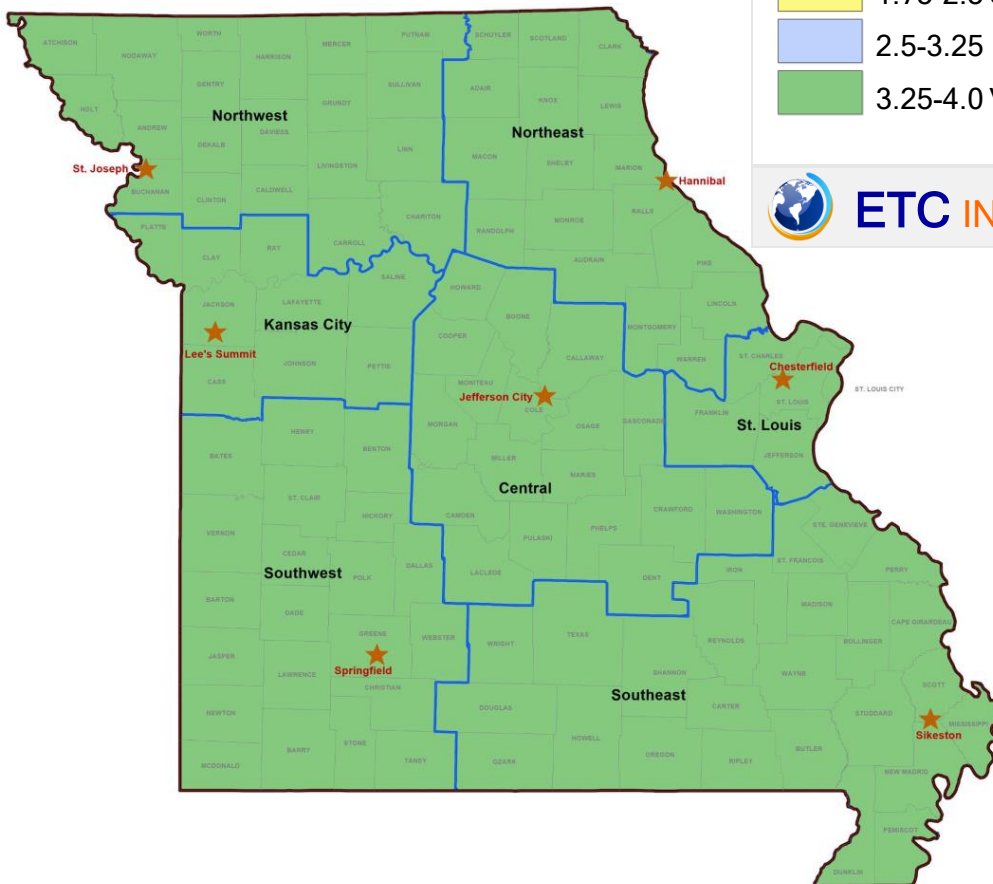 1.75-2.5
2.5-3.25
3.25-4.0 V
ETC IN
PUTNAM
SCHUYLER
SCOTLAND
WORTH
MERCER
CLARK
ATCHISON
NODAWAY
HARRISON
SULLIVAN
ADAIR
GENTRY
KNOX
HOLT
GRUNDY
LEWIS
Northwest
ANDREW
DAVIESS
Northeast
DEKALB
LINN
MACON
SHELBY
LIVINGSTON
MARION
St. Joseph
Hannibal
BUCHANAN
CLINTON
CALDWELL
RALLS
CHARITON
MONROE
PLATTE
RANDOLPH
CARROLL
RAY
CLAY
AUDRAIN
PIKE
SALINE
HOWARD
JACKSON
LAFAYETTE
LINCOLN
BOONE
Kansas City
MONTGOMERY
COOPER
Lee's Summit
CALLAWAY
WARREN
ST. CHARLES
JOHNSON
PETTIS
Chesterfield
CASS
MONITEAU
ST. LOUIS CITY
Jefferson City
COLE
ST. LOUIS
FRANKLIN
GASCONADE
MORGAN
OSAGE
St. Louis
HENRY
BENTON
BATES
MILLER
JEFFERSON
MARIES
Central
ST. CLAIR
CAMDEN
HICKORY
CRAWFORD
WASHINGTON
PHELPS
STE. GENEVIEVE
VERNON
PULASKI
CEDAR
ST. FRANCOIS
DALLAS
Southwest
LACLEDE
POLK
DENT
IRON
PERRY
BARTON
MADISON
DADE
CAPE GIRARDEAU
GREENE
WEBSTER
WRIGHT
TEXAS
REYNOLDS
BOLLINGER
JASPER
Springfield
LAWRENCE
SHANNON
WAYNE
CHRISTIAN
SCOTT
Southeast
NEWTON
DOUGLAS
CARTER
STODDARD
MISSISSIPPI
Sikeston
STONE
HOWELL
BARRY
OREGON
BUTLER
MCDONALD
TANEY
OZARK
RIPLEY
NEW MADRID
PEMISCOT
DUNKLIN